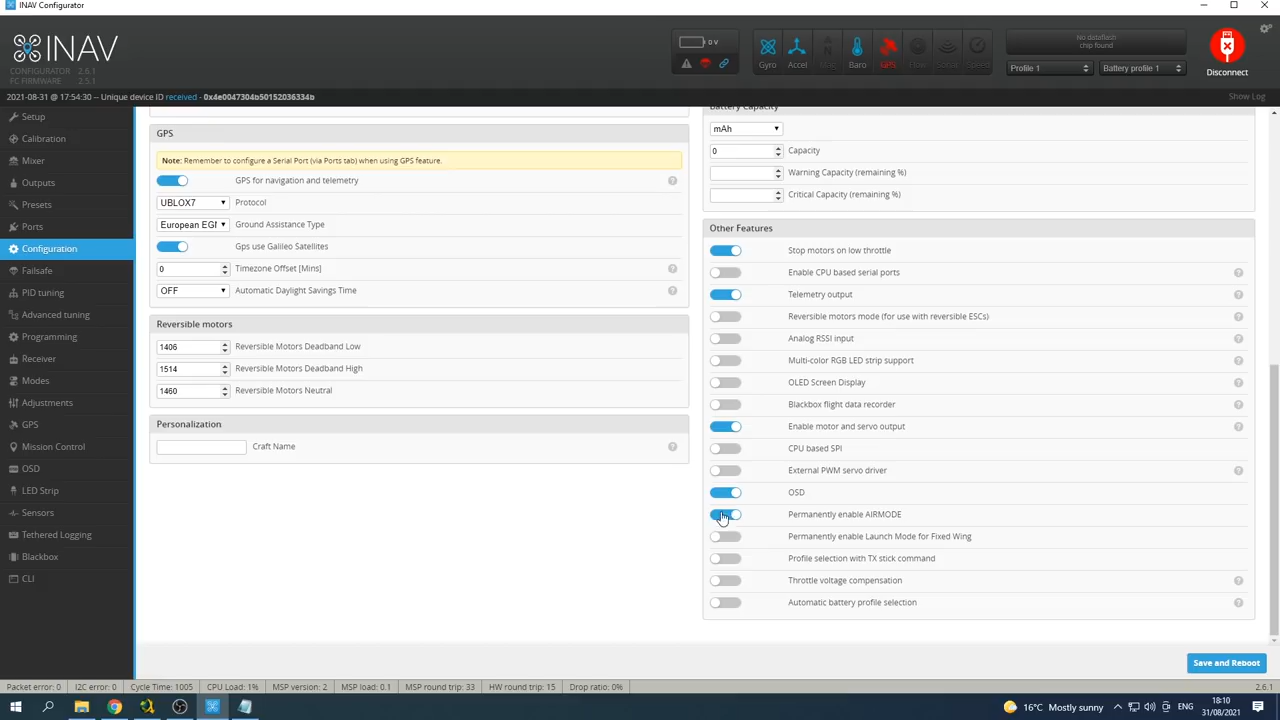 INAV Configurator
INAV
CONFIGURATOR 2.6.1
FC FIRMWARE 2.5.1
0 V
Gyro Accel Mag Baro GPS Flow Sonar Speed
No dataflash chip found
Profile 1 Battery profile 1
Disconnect
2021-08-31 @ 17:54:30 -- Unique device ID received - 0x4e0047304b50152036334b
Show Log
Setup
Calibration
Mixer
Outputs
Presets
Ports
Configuration
Failsafe
PID tuning
Advanced tuning
Programming
Receiver
Modes
Adjustments
GPS
Mission Control
OSD
LED Strip
Sensors
Tethered Logging
Blackbox
CLI
GPS
Note: Remember to configure a Serial Port (via Ports tab) when using GPS feature.
GPS for navigation and telemetry
UBLOX7 Protocol
European EGN Ground Assistance Type
Gps use Galileo Satellites
0 Timezone Offset [Mins]
OFF Automatic Daylight Savings Time
Reversible motors
1406 Reversible Motors Deadband Low
1514 Reversible Motors Deadband High
1460 Reversible Motors Neutral
Personalization
Craft Name
Battery Capacity
mAh
0 Capacity
Warning Capacity (remaining %)
Critical Capacity (remaining %)
Other Features
Stop motors on low throttle
Enable CPU based serial ports
Telemetry output
Reversible motors mode (for use with reversible ESCs)
Analog RSSI input
Multi-color RGB LED strip support
OLED Screen Display
Blackbox flight data recorder
Enable motor and servo output
CPU based SPI
External PWM servo driver
OSD
Permanently enable AIRMODE
Permanently enable Launch Mode for Fixed Wing
Profile selection with TX stick command
Throttle voltage compensation
Automatic battery profile selection
Save and Reboot
Packet error: 0 I2C error: 0 Cycle Time: 1005 CPU Load: 1% MSP version: 2 MSP load: 0.1 MSP round trip: 33 HW round trip: 15 Drop ratio: 0% 2.6.1
16°C Mostly sunny ENG 18:10
31/08/2021